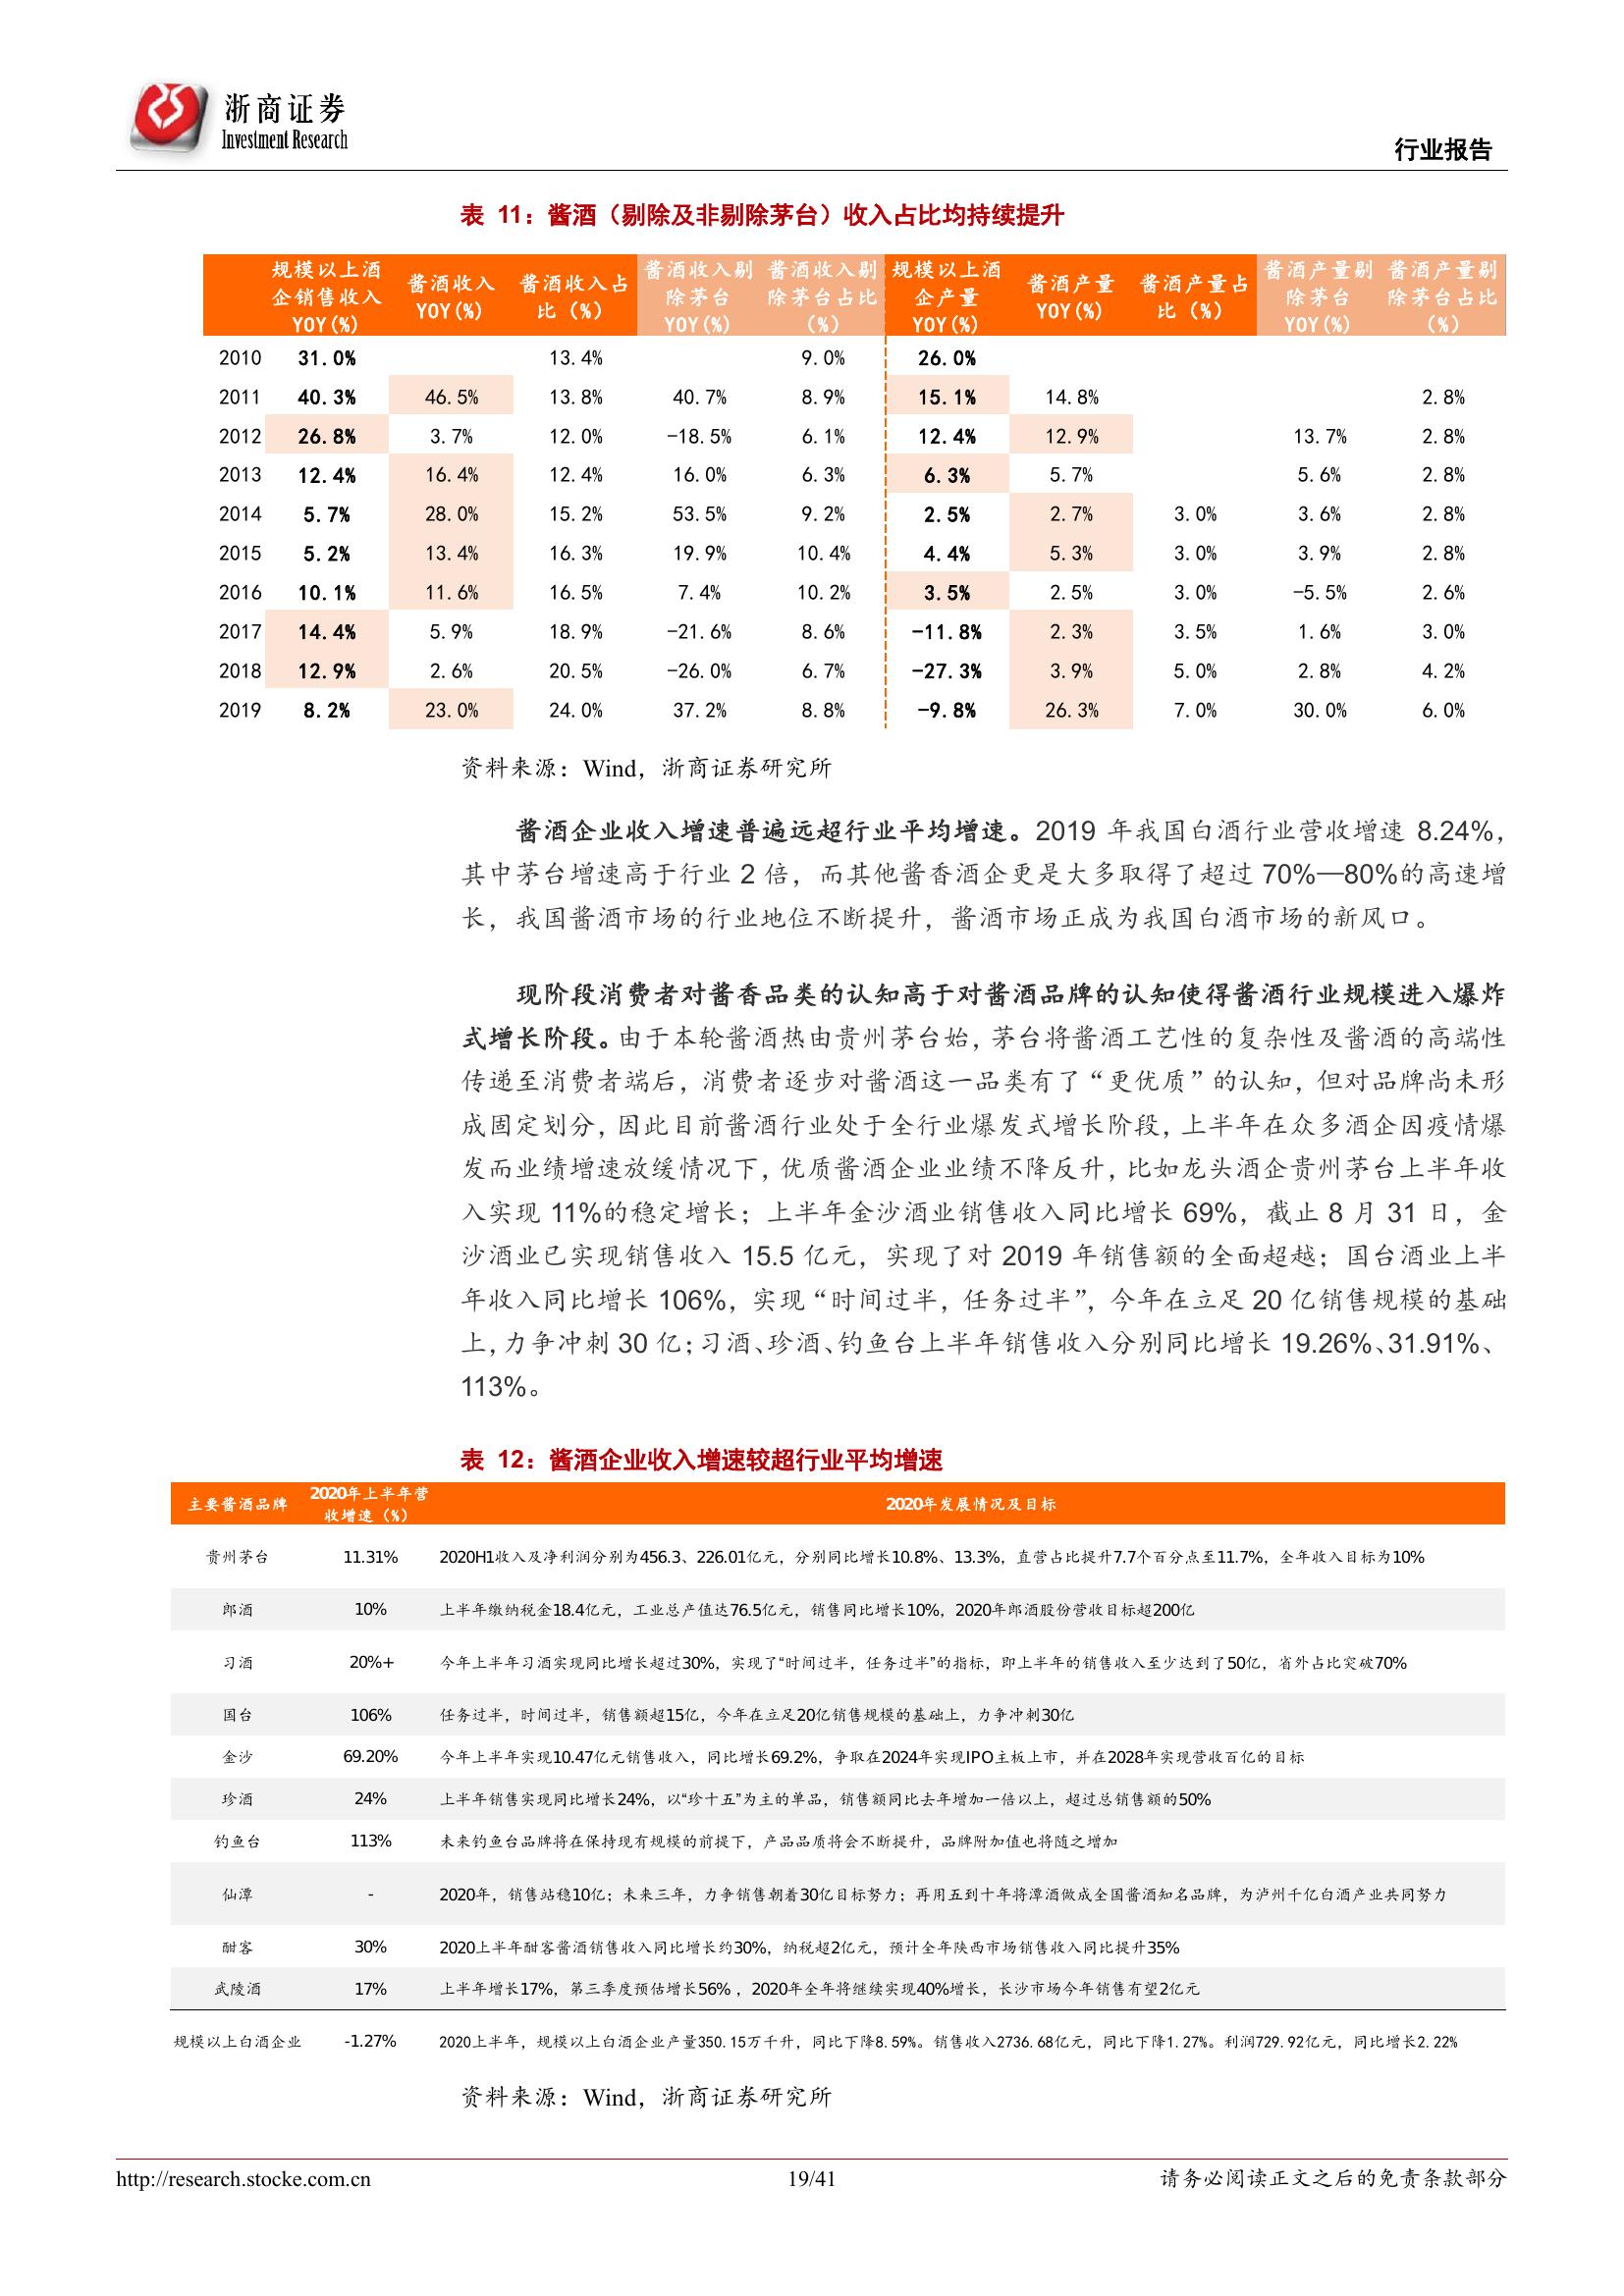 浙商证券
Investment Research
行业报告
表 11：酱酒（剔除及非剔除茅台）收入占比均持续提升
规模以上酒企销售收入YOY(%) 酱酒收入YOY(%) 酱酒收入占比（%） 酱酒收入剔除茅台YOY(%) 酱酒收入剔除茅台占比（%） 规模以上酒企产量YOY(%) 酱酒产量YOY(%) 酱酒产量占比（%） 酱酒产量剔除茅台YOY(%) 酱酒产量剔除茅台占比（%）
2010 31.0% 13.4% 9.0% 26.0%
2011 40.3% 46.5% 13.8% 40.7% 8.9% 15.1% 14.8% 2.8%
2012 26.8% 3.7% 12.0% -18.5% 6.1% 12.4% 12.9% 13.7% 2.8%
2013 12.4% 16.4% 12.4% 16.0% 6.3% 6.3% 5.7% 5.6% 2.8%
2014 5.7% 28.0% 15.2% 53.5% 9.2% 2.5% 2.7% 3.0% 3.6% 2.8%
2015 5.2% 13.4% 16.3% 19.9% 10.4% 4.4% 5.3% 3.0% 3.9% 2.8%
2016 10.1% 11.6% 16.5% 7.4% 10.2% 3.5% 2.5% 3.0% -5.5% 2.6%
2017 14.4% 5.9% 18.9% -21.6% 8.6% -11.8% 2.3% 3.5% 1.6% 3.0%
2018 12.9% 2.6% 20.5% -26.0% 6.7% -27.3% 3.9% 5.0% 2.8% 4.2%
2019 8.2% 23.0% 24.0% 37.2% 8.8% -9.8% 26.3% 7.0% 30.0% 6.0%
资料来源：Wind，浙商证券研究所
酱酒企业收入增速普遍远超行业平均增速。2019 年我国白酒行业营收增速 8.24%，
其中茅台增速高于行业 2 倍，而其他酱香酒企更是大多取得了超过 70%—80%的高速增
长，我国酱酒市场的行业地位不断提升，酱酒市场正成为我国白酒市场的新风口。
现阶段消费者对酱香品类的认知高于对酱酒品牌的认知使得酱酒行业规模进入爆炸
式增长阶段。由于本轮酱酒热由贵州茅台始，茅台将酱酒工艺性的复杂性及酱酒的高端性
传递至消费者端后，消费者逐步对酱酒这一品类有了“更优质”的认知，但对品牌尚未形
成固定划分，因此目前酱酒行业处于全行业爆发式增长阶段，上半年在众多酒企因疫情爆
发而业绩增速放缓情况下，优质酱酒企业业绩不降反升，比如龙头酒企贵州茅台上半年收
入实现 11%的稳定增长；上半年金沙酒业销售收入同比增长 69%，截止 8 月 31 日，金
沙酒业已实现销售收入 15.5 亿元，实现了对 2019 年销售额的全面超越；国台酒业上半
年收入同比增长 106%，实现“时间过半，任务过半”，今年在立足 20 亿销售规模的基础
上，力争冲刺 30 亿；习酒、珍酒、钓鱼台上半年销售收入分别同比增长 19.26%、31.91%、
113%。
表 12：酱酒企业收入增速较超行业平均增速
主要酱酒品牌 2020年上半年营收增速（%） 2020年发展情况及目标
贵州茅台 11.31% 2020H1收入及净利润分别为456.3、226.01亿元，分别同比增长10.8%、13.3%，直营占比提升7.7个百分点至11.7%，全年收入目标为10%
郎酒 10% 上半年缴纳税金18.4亿元，工业总产值达76.5亿元，销售同比增长10%，2020年郎酒股份营收目标超200亿
习酒 20%+ 今年上半年习酒实现同比增长超过30%，实现了“时间过半，任务过半”的指标，即上半年的销售收入至少达到了50亿，省外占比突破70%
国台 106% 任务过半，时间过半，销售额超15亿，今年在立足20亿销售规模的基础上，力争冲刺30亿
金沙 69.20% 今年上半年实现10.47亿元销售收入，同比增长69.2%，争取在2024年实现IPO主板上市，并在2028年实现营收百亿的目标
珍酒 24% 上半年销售实现同比增长24%，以“珍十五”为主的单品，销售额同比去年增加一倍以上，超过总销售额的50%
钓鱼台 113% 未来钓鱼台品牌将在保持现有规模的前提下，产品品质将会不断提升，品牌附加值也将随之增加
仙潭 - 2020年，销售站稳10亿；未来三年，力争销售朝着30亿目标努力；再用五到十年将潭酒做成全国酱酒知名品牌，为泸州千亿白酒产业共同努力
酣客 30% 2020上半年酣客酱酒销售收入同比增长约30%，纳税超2亿元，预计全年陕西市场销售收入同比提升35%
武陵酒 17% 上半年增长17%，第三季度预估增长56%，2020年全年将继续实现40%增长，长沙市场今年销售有望2亿元
规模以上白酒企业 -1.27% 2020上半年，规模以上白酒企业产量350.15万千升，同比下降8.59%。销售收入2736.68亿元，同比下降1.27%。利润729.92亿元，同比增长2.22%
资料来源：Wind，浙商证券研究所
http://research.stocke.com.cn 19/41 请务必阅读正文之后的免责条款部分